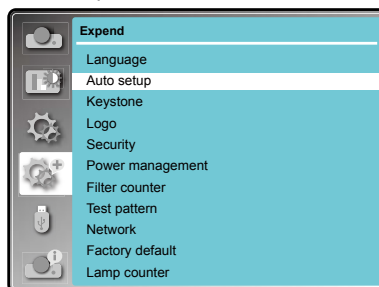 Expend
Language
Auto setup
Keystone
Logo
Security
Power management
Filter counter
Test pattern
Network
Factory default
Lamp counter